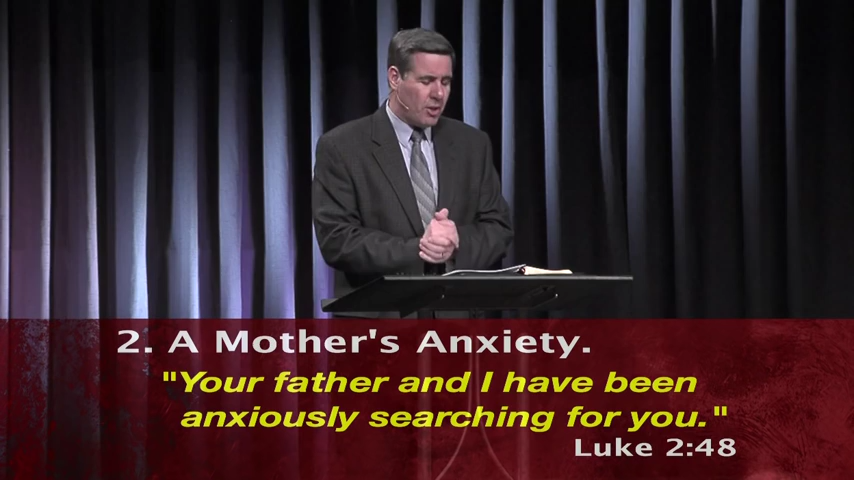 2. A Mother's Anxiety.
"Your father and I have been
anxiously searching for you."
Luke 2:48